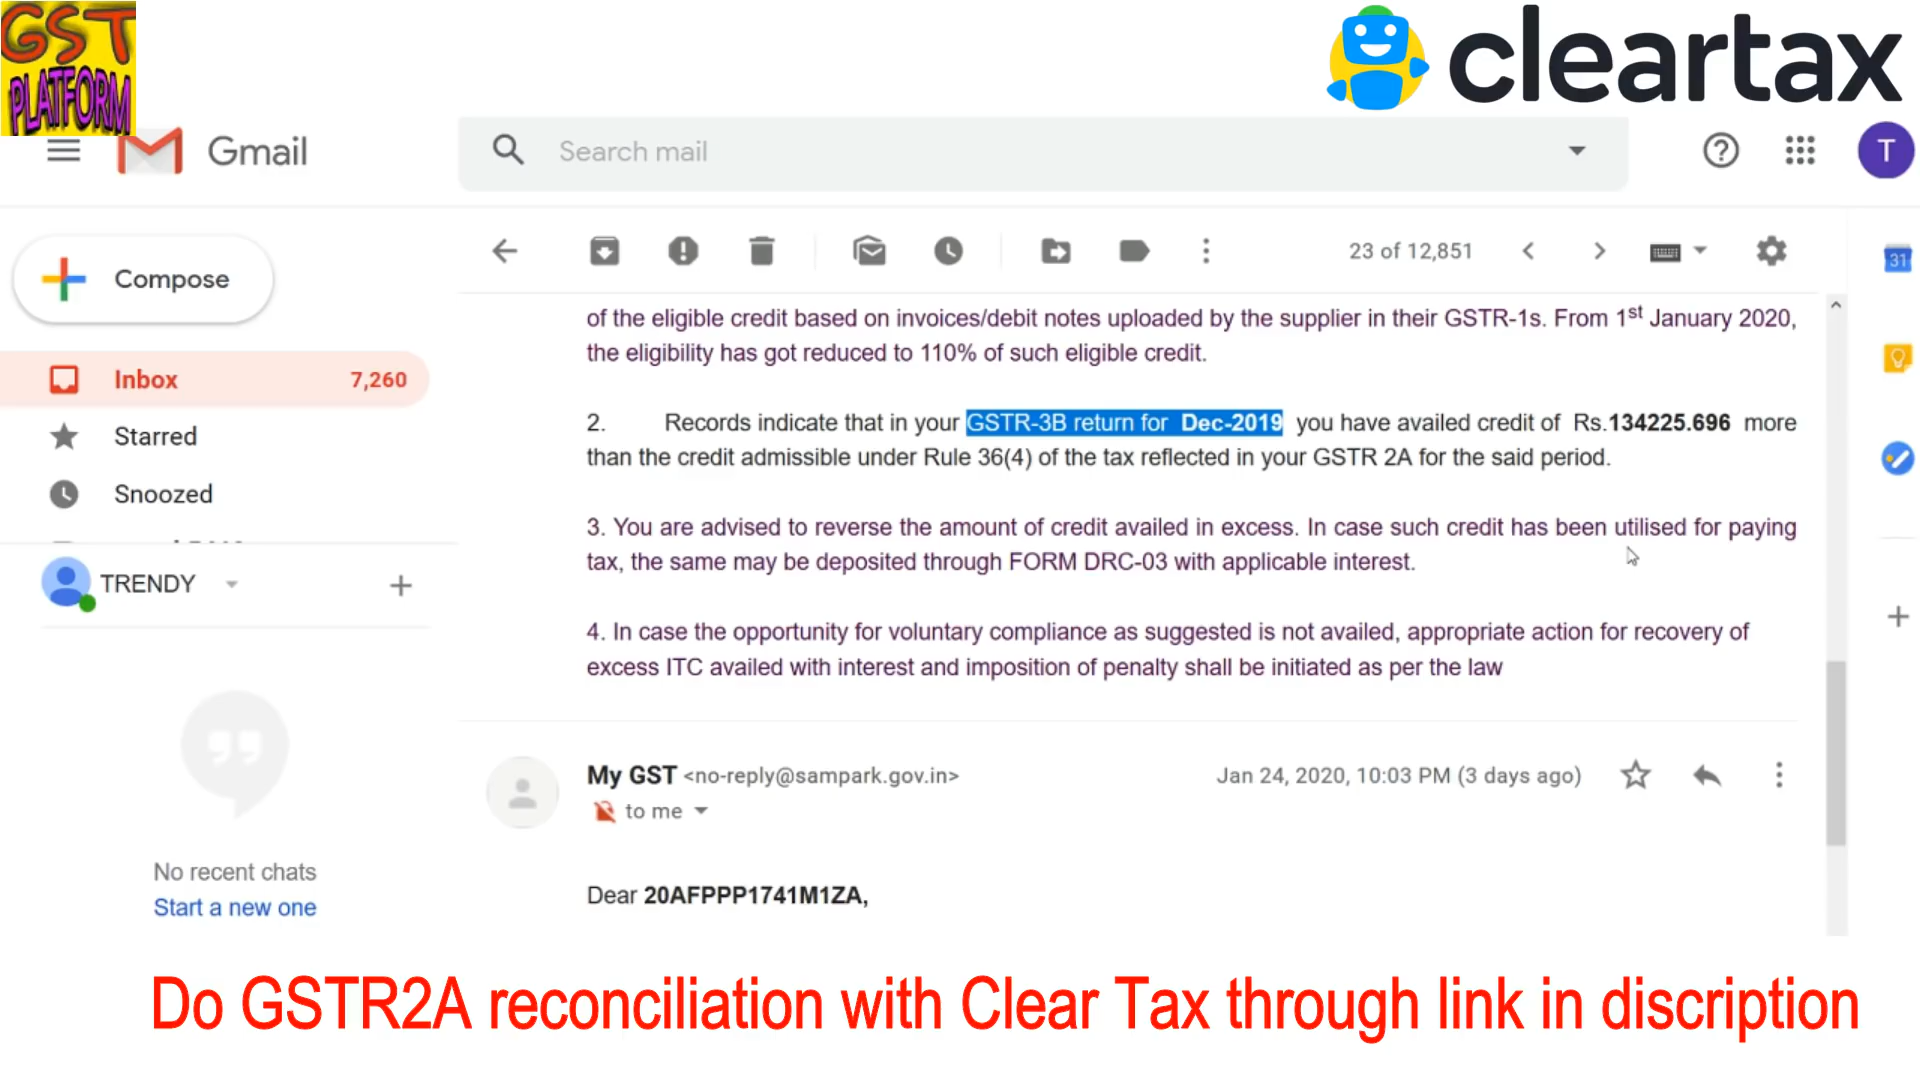 GST
PLATFORM
cleartax
Gmail
Search mail
T
Compose
23 of 12,851
31
Inbox 7,260
Starred
Snoozed
TRENDY
No recent chats
Start a new one
of the eligible credit based on invoices/debit notes uploaded by the supplier in their GSTR-1s. From 1st January 2020,
the eligibility has got reduced to 110% of such eligible credit.
2. Records indicate that in your GSTR-3B return for Dec-2019 you have availed credit of Rs.134225.696 more
than the credit admissible under Rule 36(4) of the tax reflected in your GSTR 2A for the said period.
3. You are advised to reverse the amount of credit availed in excess. In case such credit has been utilised for paying
tax, the same may be deposited through FORM DRC-03 with applicable interest.
4. In case the opportunity for voluntary compliance as suggested is not availed, appropriate action for recovery of
excess ITC availed with interest and imposition of penalty shall be initiated as per the law
My GST <no-reply@sampark.gov.in> Jan 24, 2020, 10:03 PM (3 days ago)
to me
Dear 20AFPPP1741M1ZA,
Do GSTR2A reconciliation with Clear Tax through link in discription